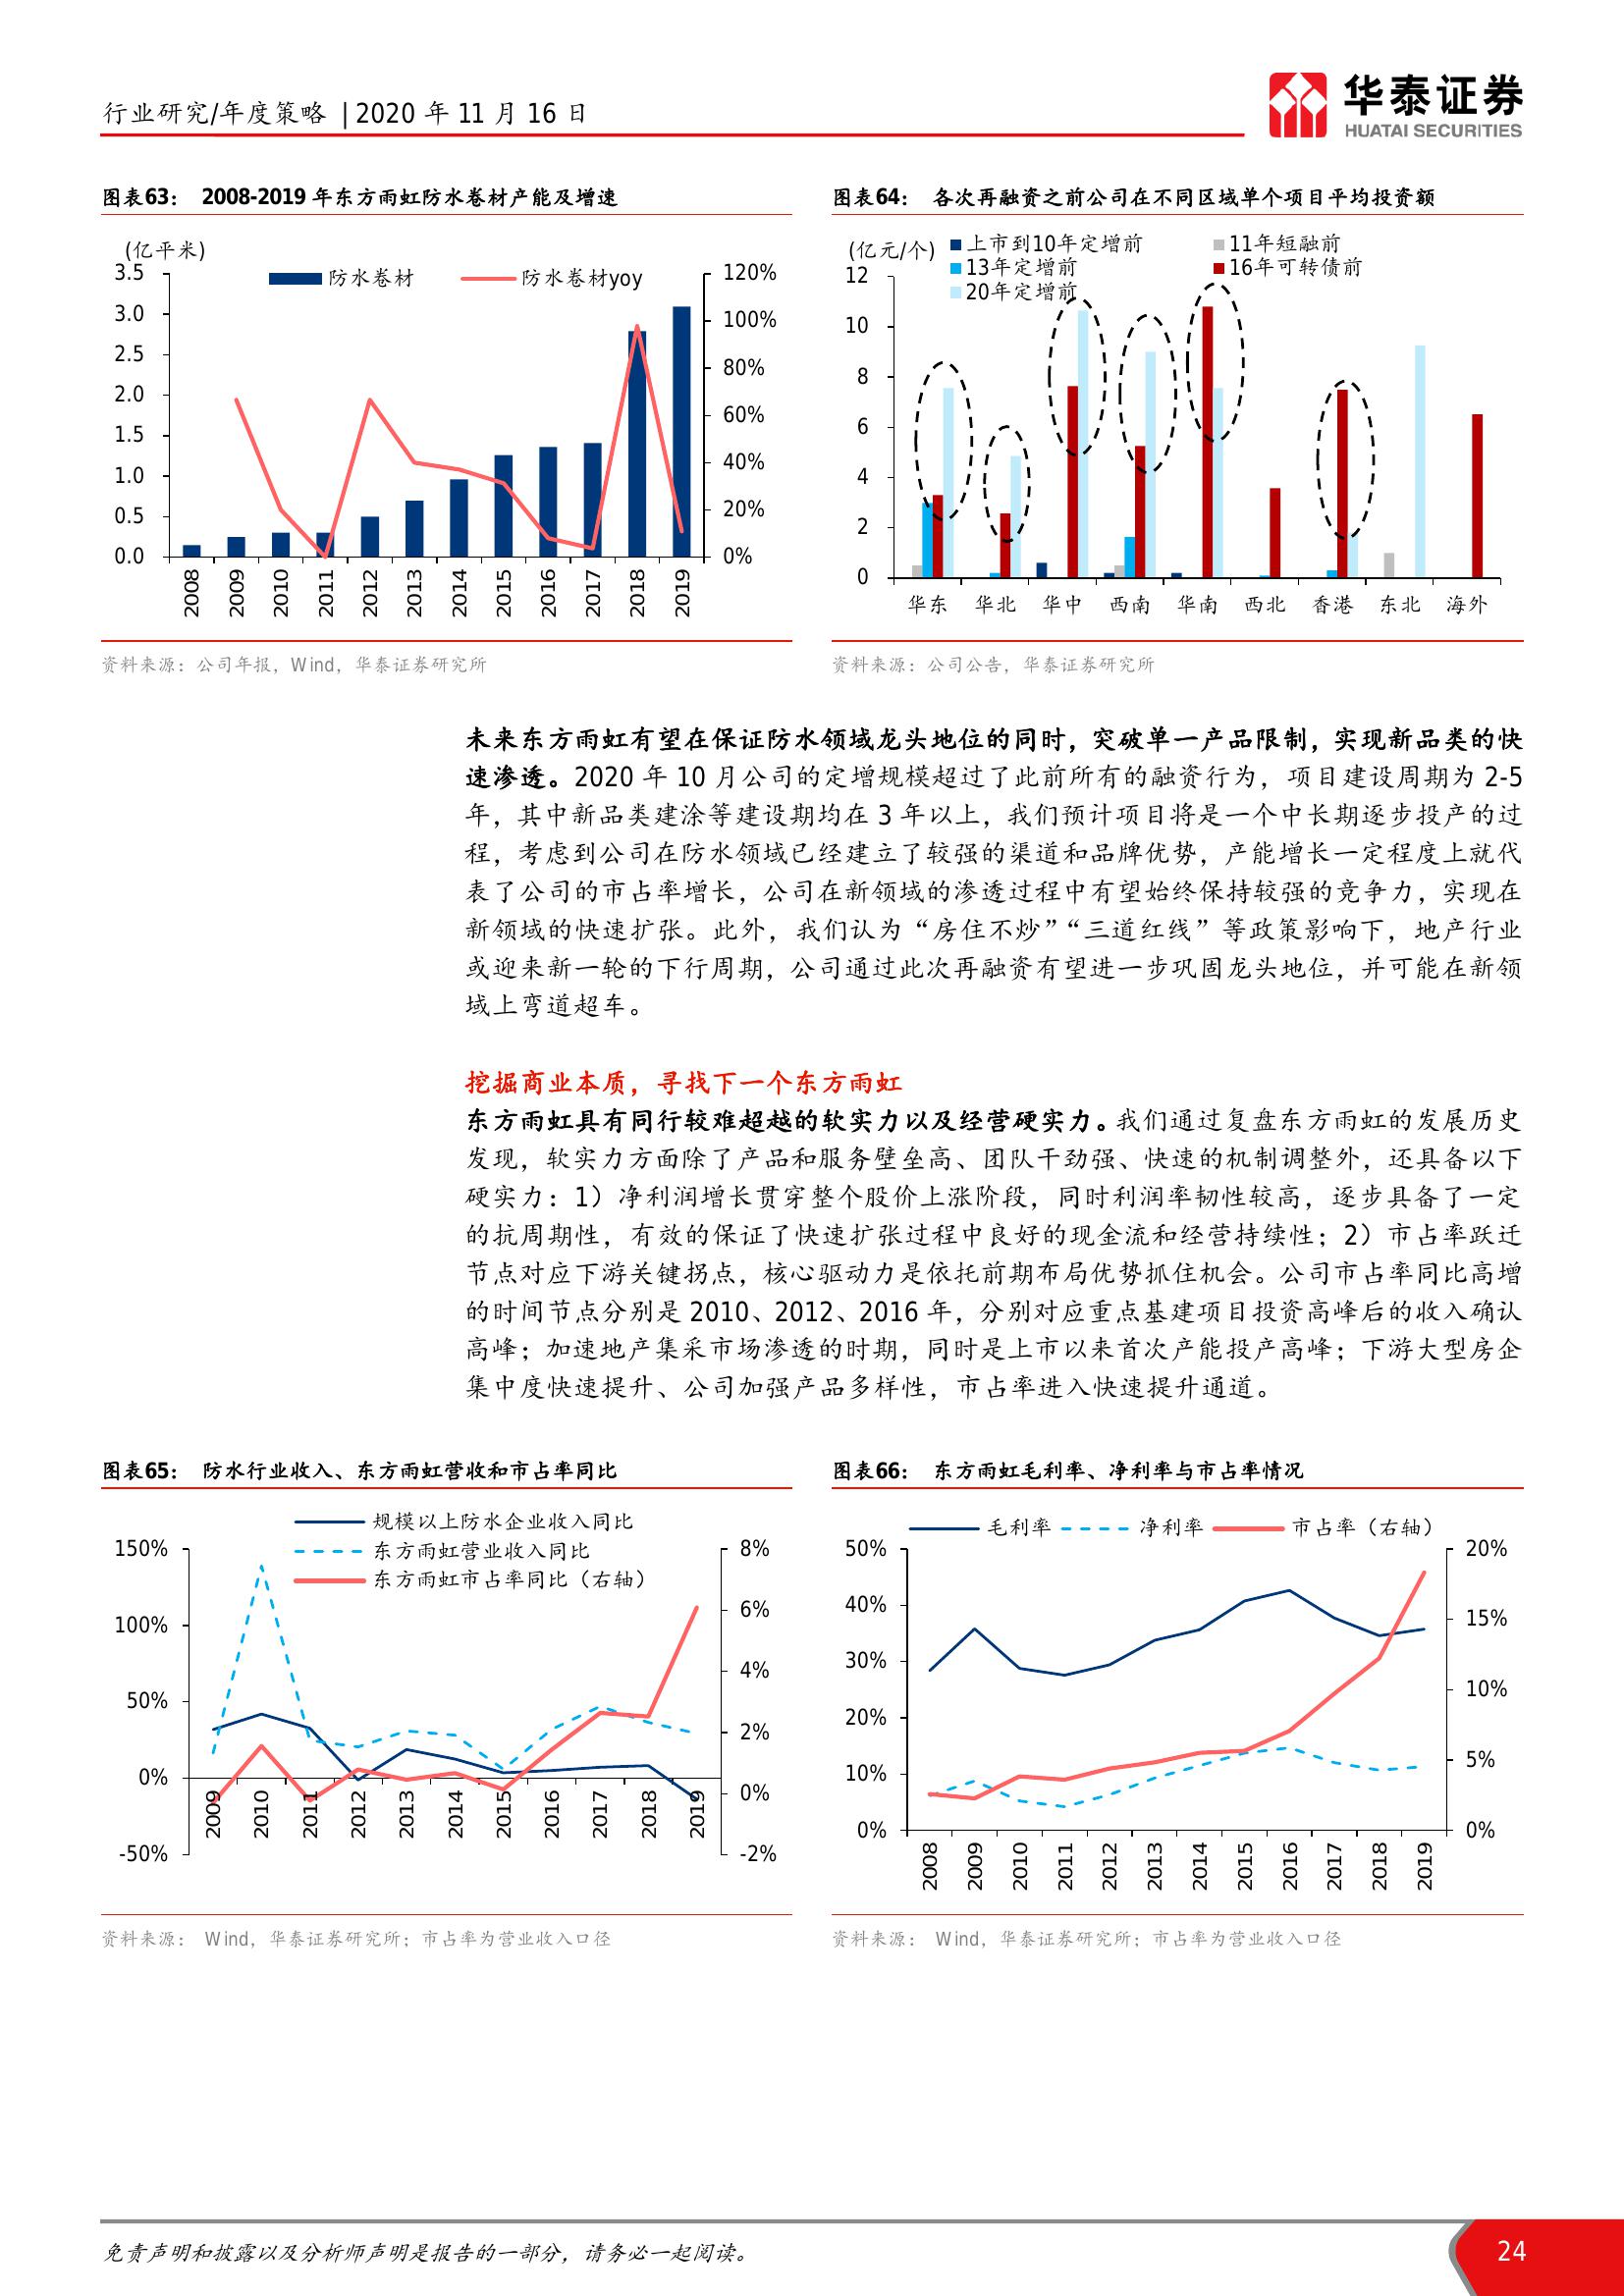 行业研究/年度策略 | 2020 年 11 月 16 日
华泰证券
HUATAI SECURITIES
图表63： 2008-2019 年东方雨虹防水卷材产能及增速
(亿平米)
防水卷材
防水卷材yoy
3.5
3.0
2.5
2.0
1.5
1.0
0.5
0.0
120%
100%
80%
60%
40%
20%
0%
2008
2009
2010
2011
2012
2013
2014
2015
2016
2017
2018
2019
资料来源：公司年报，Wind，华泰证券研究所
图表64： 各次再融资之前公司在不同区域单个项目平均投资额
(亿元/个)
上市到10年定增前
11年短融前
13年定增前
16年可转债前
20年定增前
12
10
8
6
4
2
0
华东
华北
华中
西南
华南
西北
香港
东北
海外
资料来源：公司公告，华泰证券研究所
未来东方雨虹有望在保证防水领域龙头地位的同时，突破单一产品限制，实现新品类的快
速渗透。2020 年 10 月公司的定增规模超过了此前所有的融资行为，项目建设周期为 2-5
年，其中新品类建涂等建设期均在 3 年以上，我们预计项目将是一个中长期逐步投产的过
程，考虑到公司在防水领域已经建立了较强的渠道和品牌优势，产能增长一定程度上就代
表了公司的市占率增长，公司在新领域的渗透过程中有望始终保持较强的竞争力，实现在
新领域的快速扩张。此外，我们认为“房住不炒”“三道红线”等政策影响下，地产行业
或迎来新一轮的下行周期，公司通过此次再融资有望进一步巩固龙头地位，并可能在新领
域上弯道超车。
挖掘商业本质，寻找下一个东方雨虹
东方雨虹具有同行较难超越的软实力以及经营硬实力。我们通过复盘东方雨虹的发展历史
发现，软实力方面除了产品和服务壁垒高、团队干劲强、快速的机制调整外，还具备以下
硬实力：1）净利润增长贯穿整个股价上涨阶段，同时利润率韧性较高，逐步具备了一定
的抗周期性，有效的保证了快速扩张过程中良好的现金流和经营持续性；2）市占率跃迁
节点对应下游关键拐点，核心驱动力是依托前期布局优势抓住机会。公司市占率同比高增
的时间节点分别是 2010、2012、2016 年，分别对应重点基建项目投资高峰后的收入确认
高峰；加速地产集采市场渗透的时期，同时是上市以来首次产能投产高峰；下游大型房企
集中度快速提升、公司加强产品多样性，市占率进入快速提升通道。
图表65： 防水行业收入、东方雨虹营收和市占率同比
规模以上防水企业收入同比
东方雨虹营业收入同比
东方雨虹市占率同比（右轴）
150%
100%
50%
0%
-50%
8%
6%
4%
2%
0%
-2%
2009
2010
2011
2012
2013
2014
2015
2016
2017
2018
2019
资料来源： Wind，华泰证券研究所；市占率为营业收入口径
图表66： 东方雨虹毛利率、净利率与市占率情况
毛利率
净利率
市占率（右轴）
50%
40%
30%
20%
10%
0%
20%
15%
10%
5%
0%
2008
2009
2010
2011
2012
2013
2014
2015
2016
2017
2018
2019
资料来源： Wind，华泰证券研究所；市占率为营业收入口径
免责声明和披露以及分析师声明是报告的一部分，请务必一起阅读。
24